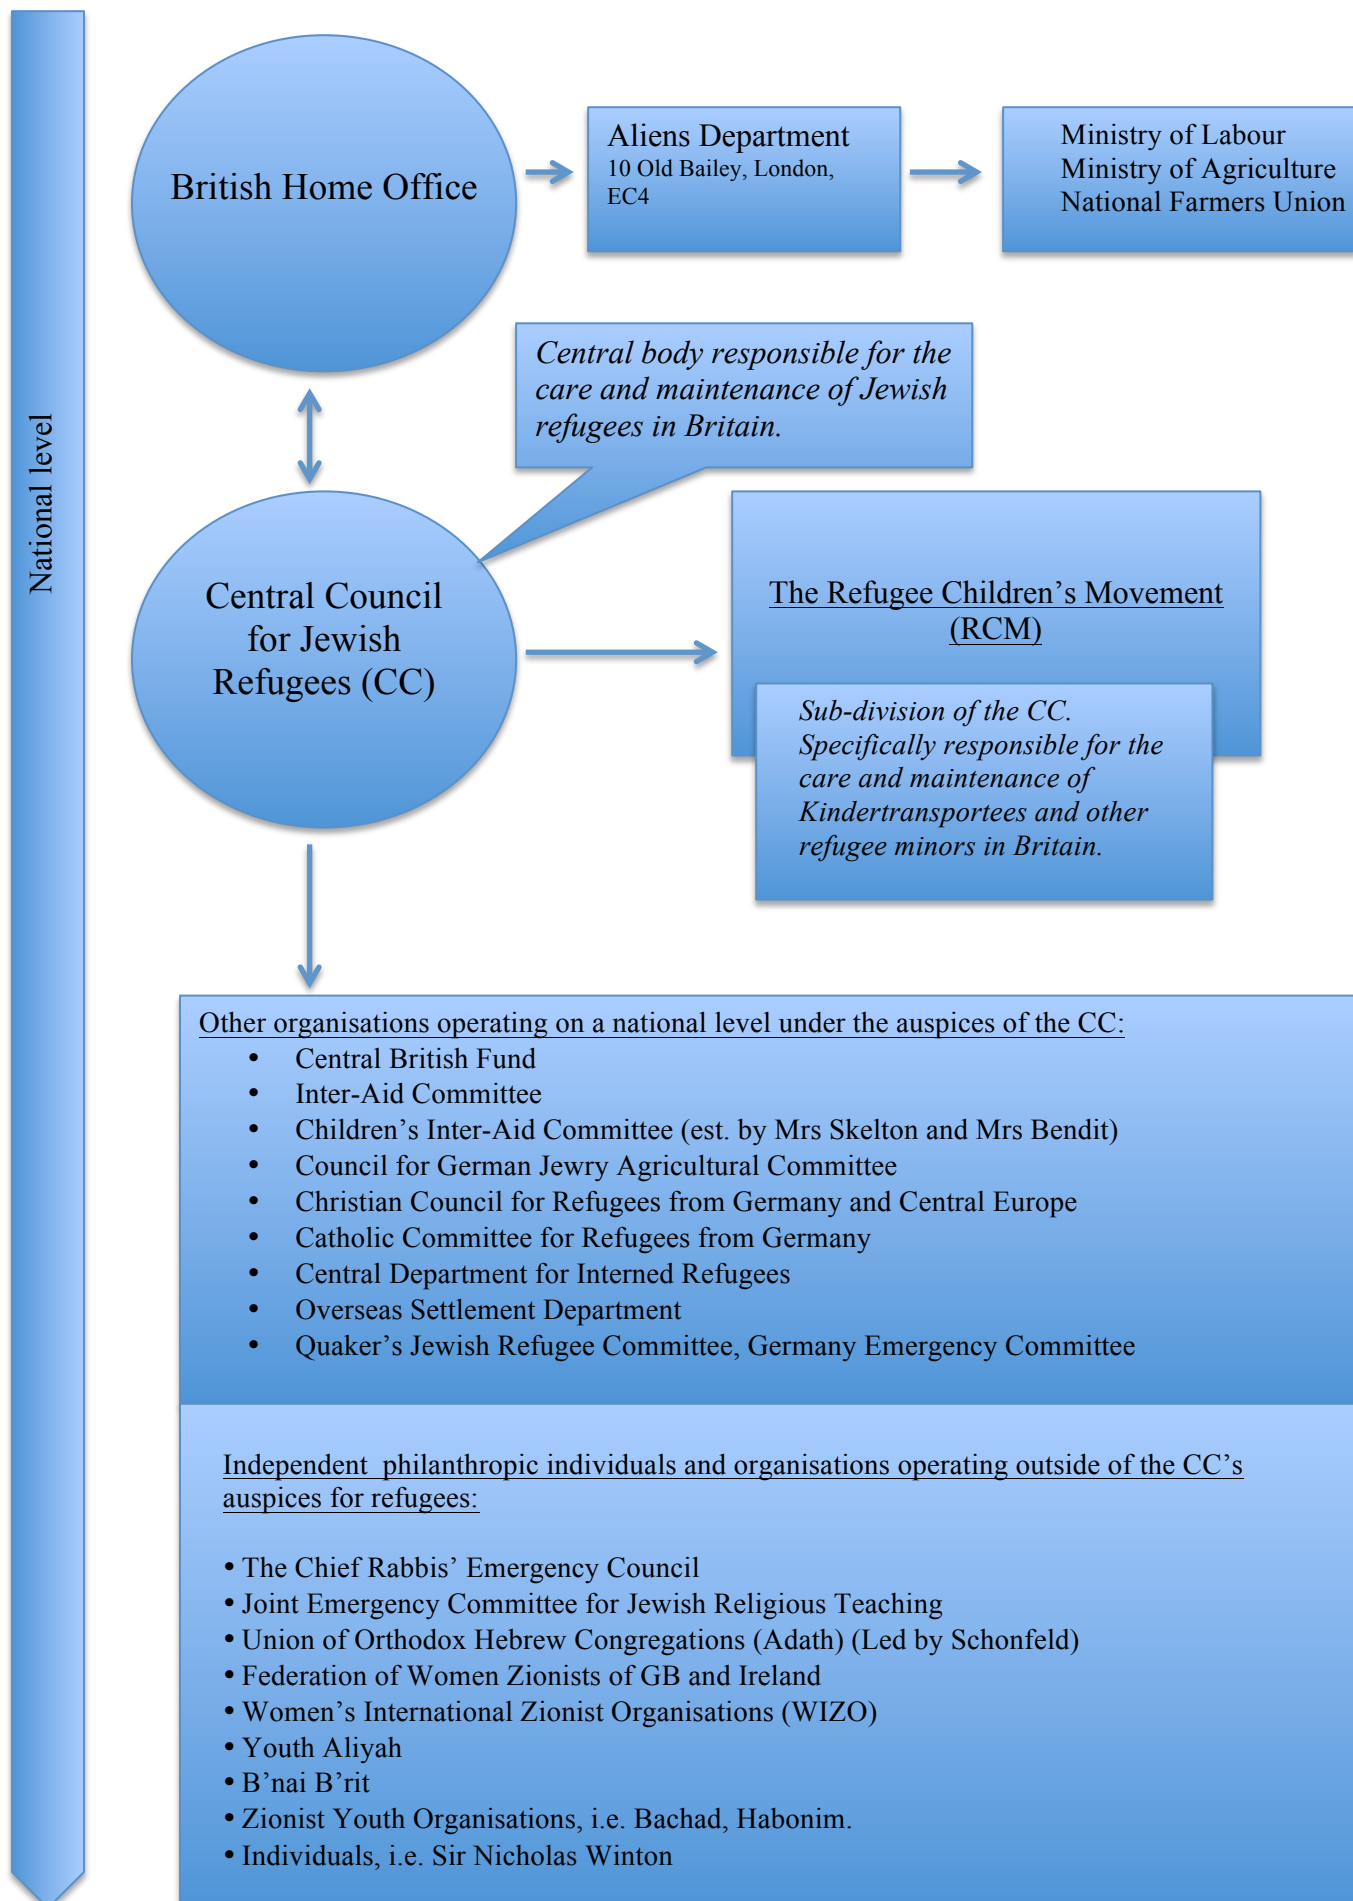 National level
British Home Office
Aliens Department
10 Old Bailey, London,
EC4
Ministry of Labour
Ministry of Agriculture
National Farmers Union
Central body responsible for the
care and maintenance of Jewish
refugees in Britain.
Central Council
for Jewish
Refugees (CC)
The Refugee Children’s Movement
(RCM)
Sub-division of the CC.
Specifically responsible for the
care and maintenance of
Kindertransportees and other
refugee minors in Britain.
Other organisations operating on a national level under the auspices of the CC:
• Central British Fund
• Inter-Aid Committee
• Children’s Inter-Aid Committee (est. by Mrs Skelton and Mrs Bendit)
• Council for German Jewry Agricultural Committee
• Christian Council for Refugees from Germany and Central Europe
• Catholic Committee for Refugees from Germany
• Central Department for Interned Refugees
• Overseas Settlement Department
• Quaker’s Jewish Refugee Committee, Germany Emergency Committee
Independent philanthropic individuals and organisations operating outside of the CC’s
auspices for refugees:
• The Chief Rabbis’ Emergency Council
• Joint Emergency Committee for Jewish Religious Teaching
• Union of Orthodox Hebrew Congregations (Adath) (Led by Schonfeld)
• Federation of Women Zionists of GB and Ireland
• Women’s International Zionist Organisations (WIZO)
• Youth Aliyah
• B’nai B’rit
• Zionist Youth Organisations, i.e. Bachad, Habonim.
• Individuals, i.e. Sir Nicholas Winton